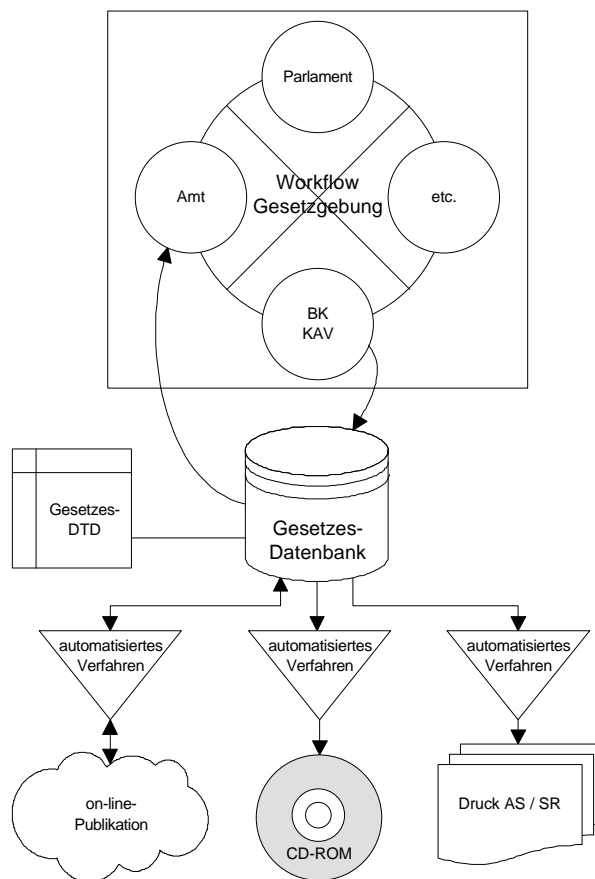 Parlament
Amt
Workflow
Gesetzgebung
etc.
BK
KAV
Gesetzes-
DTD
Gesetzes-
Datenbank
automatisiertes
Verfahren
automatisiertes
Verfahren
automatisiertes
Verfahren
on-line-
Publikation
CD-ROM
Druck AS / SR